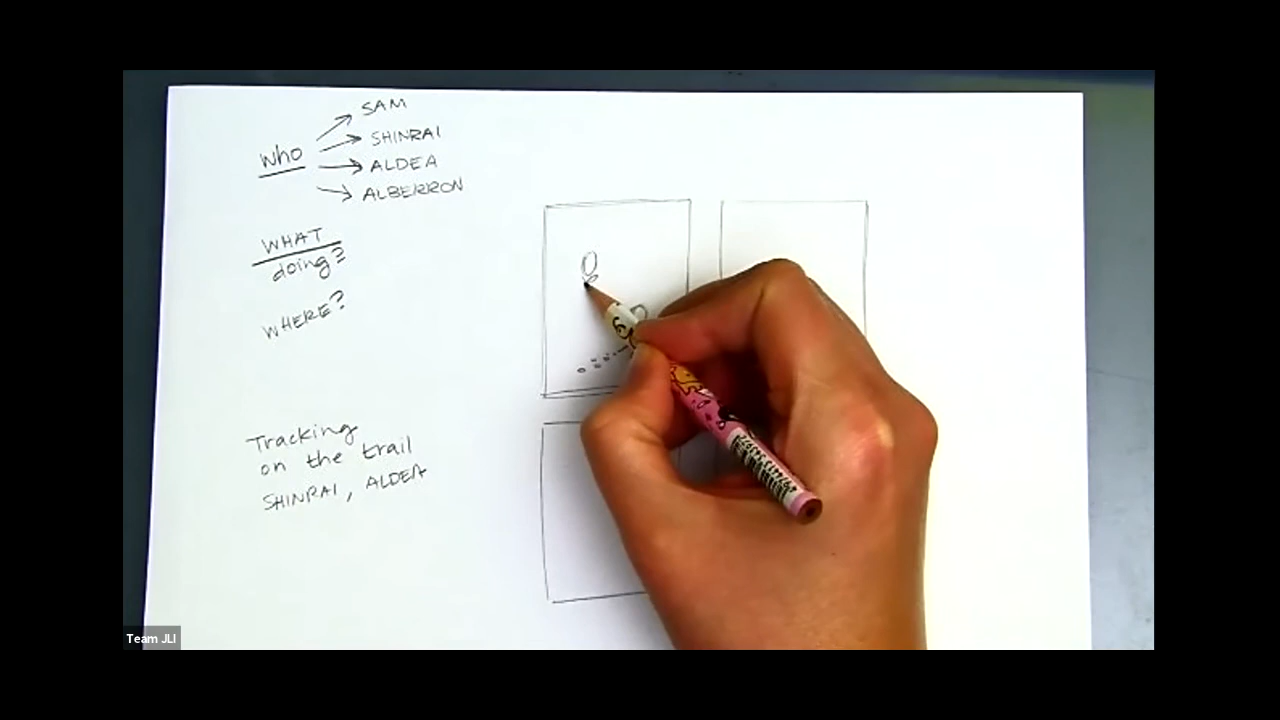 Who
SAM
SHINRAI
ALDEA
ALBERRON
WHAT
doing?
WHERE?
Tracking
on the trail
SHINRAI, ALDEA
Team JLI